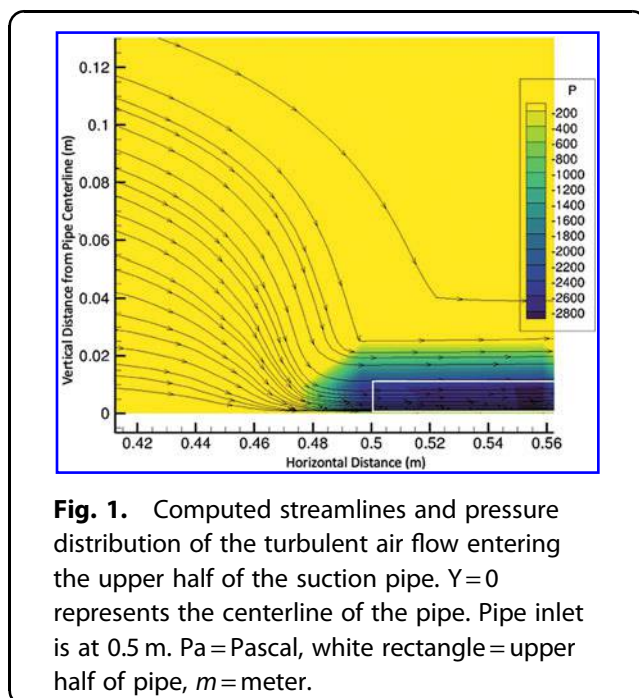 0.12
0.1
0.08
0.06
0.04
0.02
0
Vertical Distance from Pipe Centerline (m)
P
-200
-400
-600
-800
-1000
-1200
-1400
-1600
-1800
-2000
-2200
-2400
-2600
-2800
0.42 0.44 0.46 0.48 0.5 0.52 0.54 0.56
Horizontal Distance (m)
Fig. 1. Computed streamlines and pressure
distribution of the turbulent air flow entering
the upper half of the suction pipe. Y=0
represents the centerline of the pipe. Pipe inlet
is at 0.5 m. Pa=Pascal, white rectangle=upper
half of pipe, m=meter.